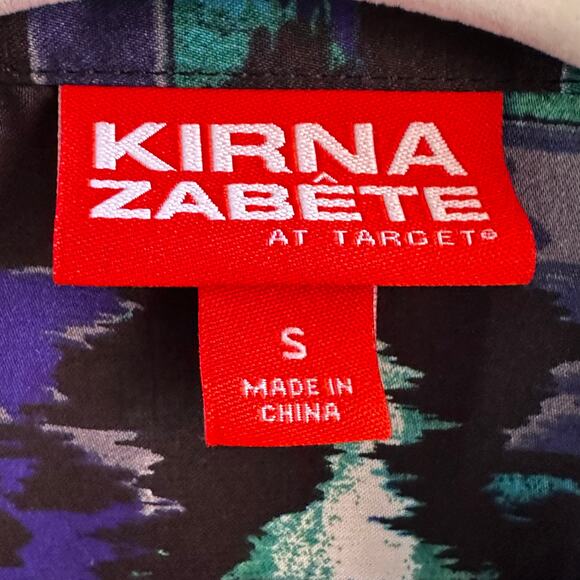 KIRNA
ZABÊTE
AT TARGET®
S
MADE IN
CHINA